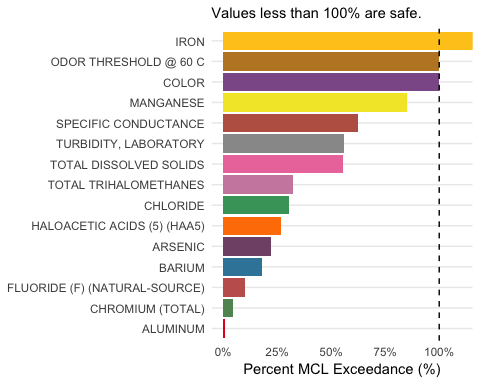 Values less than 100% are safe.
IRON
ODOR THRESHOLD @ 60 C
COLOR
MANGANESE
SPECIFIC CONDUCTANCE
TURBIDITY, LABORATORY
TOTAL DISSOLVED SOLIDS
TOTAL TRIHALOMETHANES
CHLORIDE
HALOACETIC ACIDS (5) (HAA5)
ARSENIC
BARIUM
FLUORIDE (F) (NATURAL-SOURCE)
CHROMIUM (TOTAL)
ALUMINUM
0% 25% 50% 75% 100%
Percent MCL Exceedance (%)